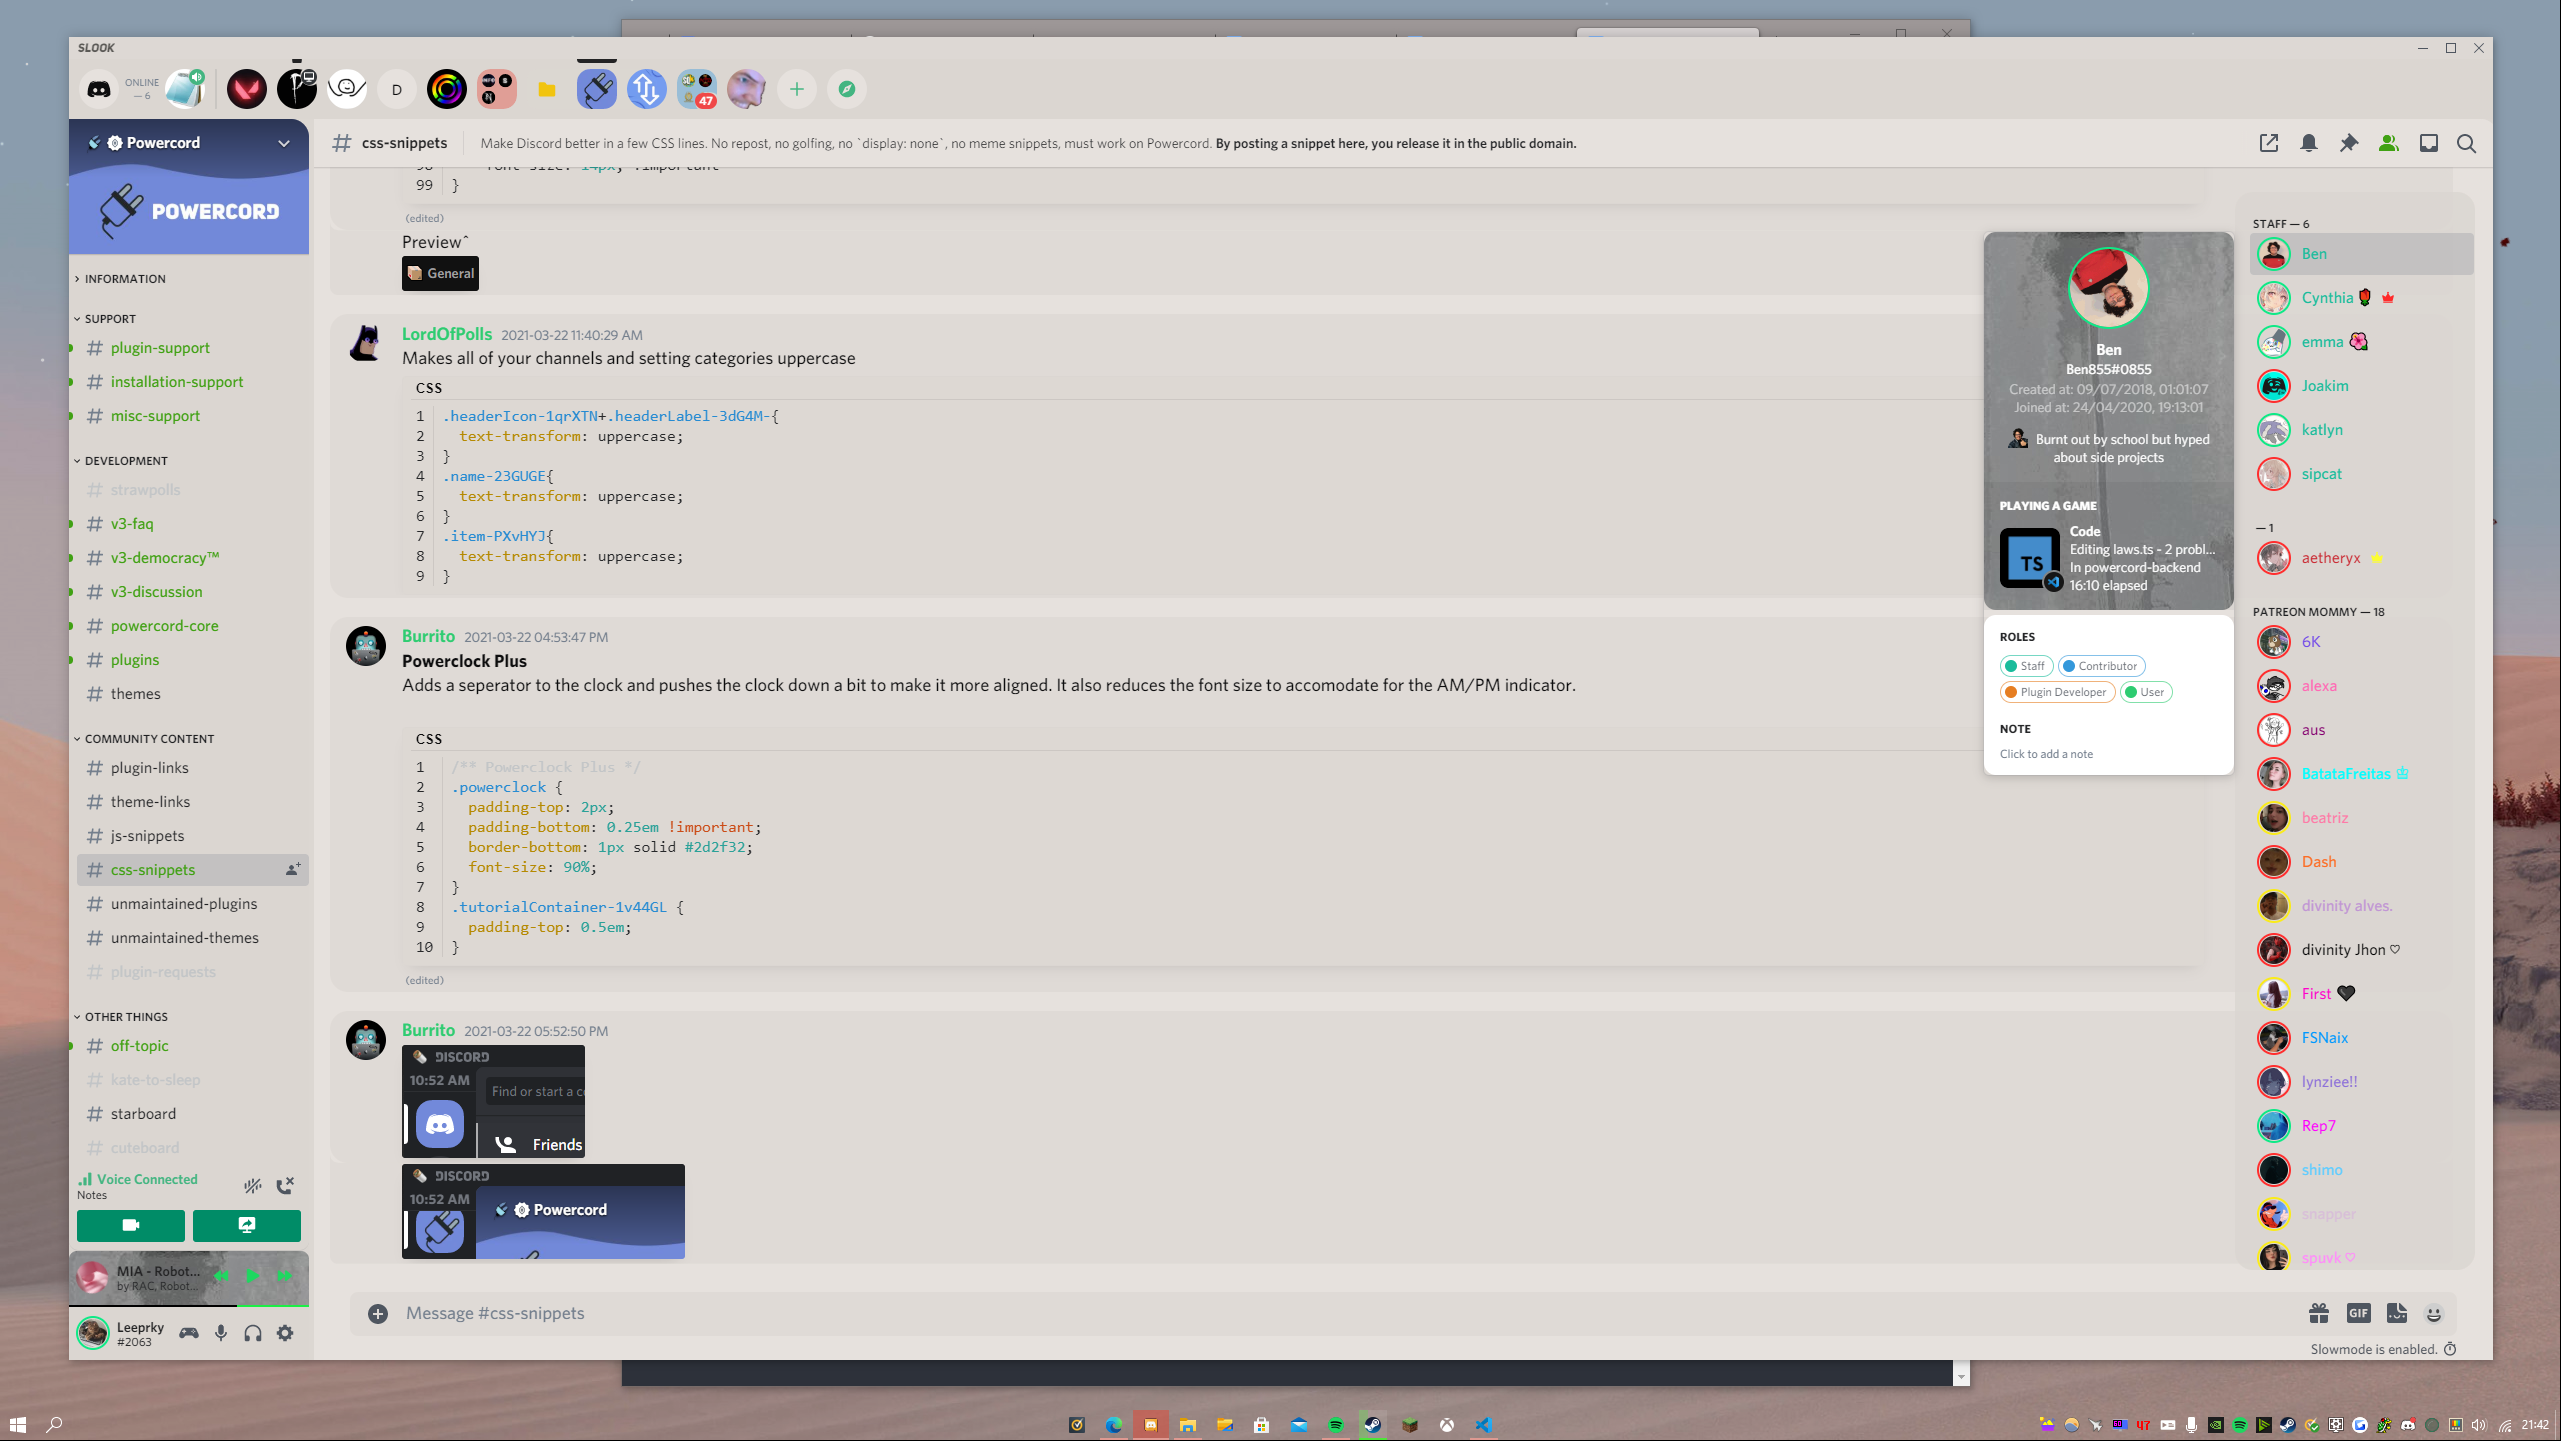 SLOOK
ONLINE
— 6
D
47
Powercord
POWERCORD
INFORMATION
SUPPORT
plugin-support
installation-support
misc-support
DEVELOPMENT
strawpolls
v3-faq
v3-democracy™
v3-discussion
powercord-core
plugins
themes
COMMUNITY CONTENT
plugin-links
theme-links
js-snippets
css-snippets
unmaintained-plugins
unmaintained-themes
plugin-requests
OTHER THINGS
off-topic
kate-to-sleep
starboard
cuteboard
Voice Connected
Notes
MIA - Robot...
by RAC, Robot...
Leeprky
#2063
css-snippets
Make Discord better in a few CSS lines. No repost, no golfing, no `display: none`, no meme snippets, must work on Powercord. By posting a snippet here, you release it in the public domain.
99 }
(edited)
Preview^
General
LordOfPolls 2021-03-22 11:40:29 AM
Makes all of your channels and setting categories uppercase
CSS
1 .headerIcon-1qrXTN+.headerLabel-3dG4M-{
2 text-transform: uppercase;
3 }
4 .name-23GUGE{
5 text-transform: uppercase;
6 }
7 .item-PXvHYJ{
8 text-transform: uppercase;
9 }
Burrito 2021-03-22 04:53:47 PM
Powerclock Plus
Adds a seperator to the clock and pushes the clock down a bit to make it more aligned. It also reduces the font size to accomodate for the AM/PM indicator.
CSS
1 /** Powerclock Plus */
2 .powerclock {
3 padding-top: 2px;
4 padding-bottom: 0.25em !important;
5 border-bottom: 1px solid #2d2f32;
6 font-size: 90%;
7 }
8 .tutorialContainer-1v44GL {
9 padding-top: 0.5em;
10 }
(edited)
Burrito 2021-03-22 05:52:50 PM
DISCORD
10:52 AM
Find or start a c
Friends
DISCORD
10:52 AM
Powercord
Message #css-snippets
GIF
Slowmode is enabled.
Ben
Ben855#0855
Created at: 09/07/2018, 01:01:07
Joined at: 24/04/2020, 19:13:01
Burnt out by school but hyped
about side projects
PLAYING A GAME
TS
Code
Editing laws.ts - 2 probl...
In powercord-backend
16:10 elapsed
ROLES
Staff
Contributor
Plugin Developer
User
NOTE
Click to add a note
STAFF — 6
Ben
Cynthia
emma
Joakim
katlyn
sipcat
— 1
aetheryx
PATREON MOMMY — 18
6K
alexa
aus
BatataFreitas
beatriz
Dash
divinity alves.
divinity Jhon ♡
First
FSNaix
lynziee!!
Rep7
shimo
snapper
spuvk ♡
47
21:42